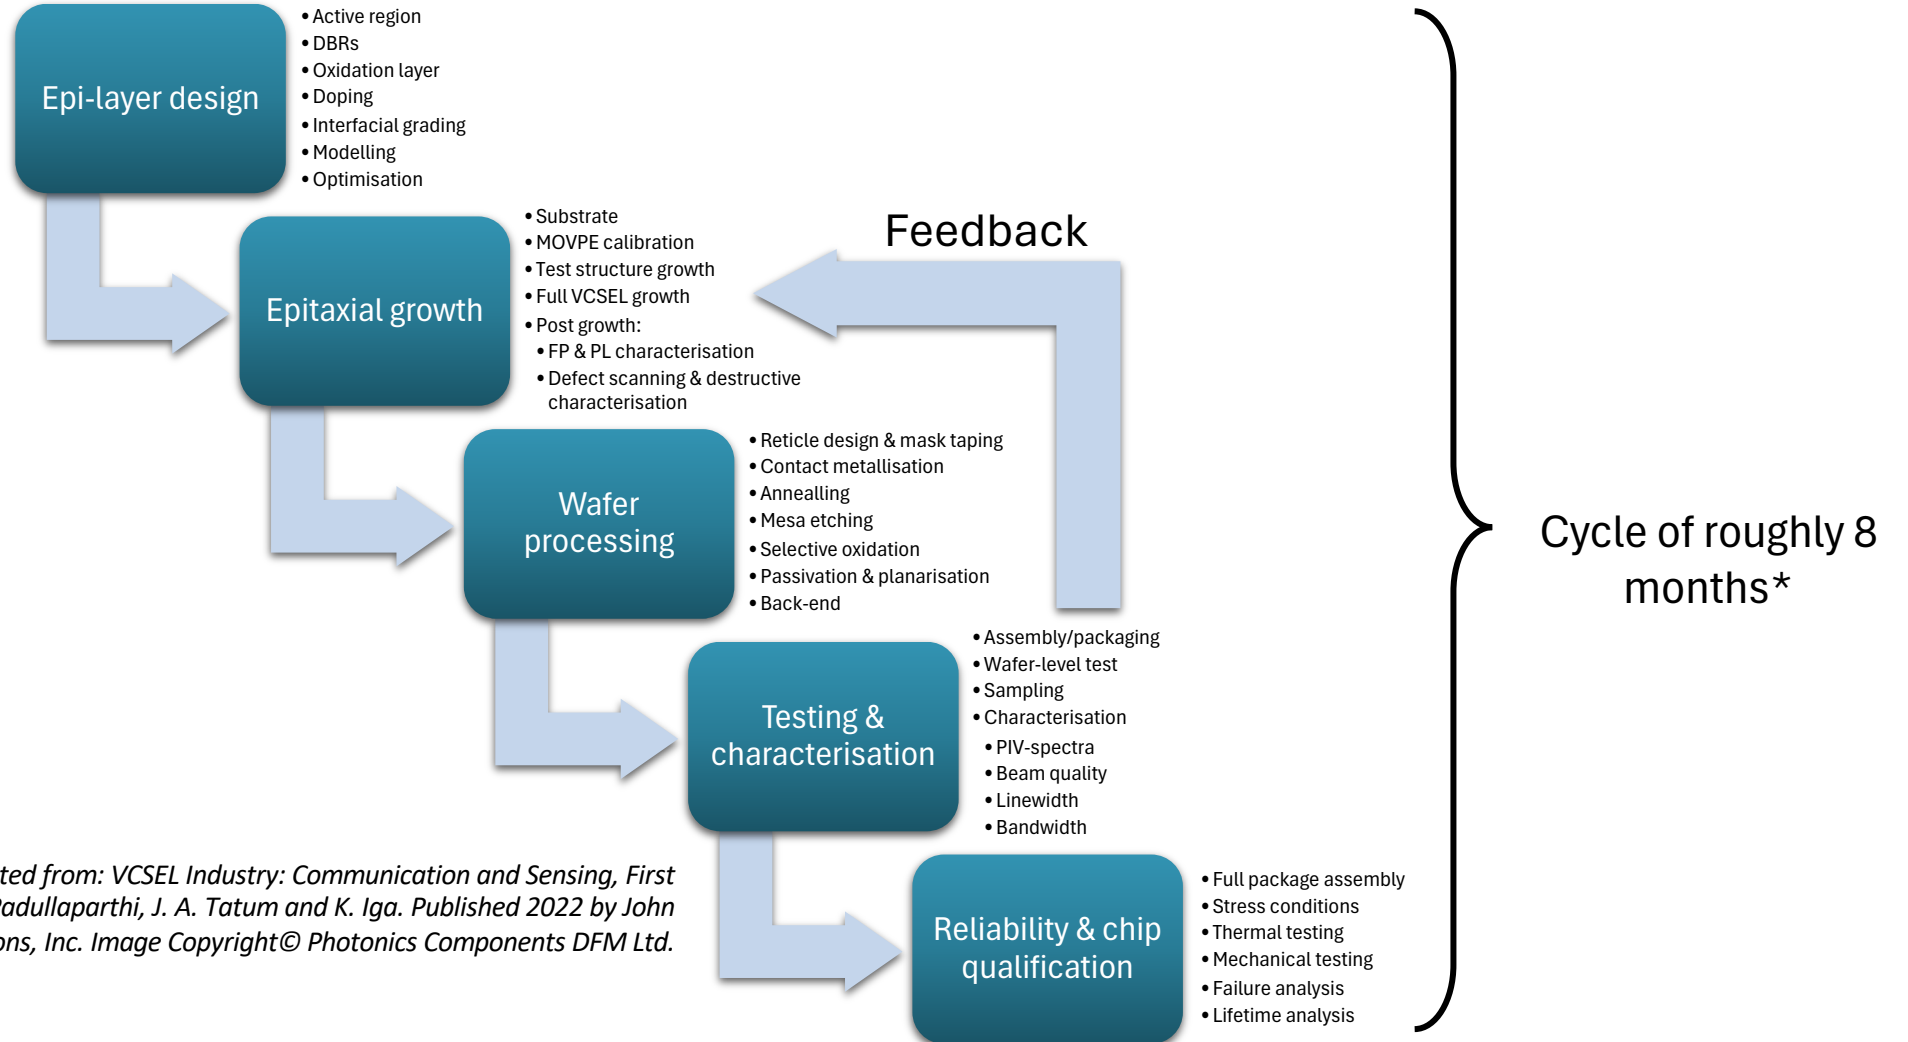 Epi-layer design
• Active region
• DBRs
• Oxidation layer
• Doping
• Interfacial grading
• Modelling
• Optimisation
Epitaxial growth
• Substrate
• MOVPE calibration
• Test structure growth
• Full VCSEL growth
• Post growth:
• FP & PL characterisation
• Defect scanning & destructive
characterisation
Feedback
Wafer
processing
• Reticle design & mask taping
• Contact metallisation
• Annealling
• Mesa etching
• Selective oxidation
• Passivation & planarisation
• Back-end
Cycle of roughly 8
months*
Testing &
characterisation
• Assembly/packaging
• Wafer-level test
• Sampling
• Characterisation
• PIV-spectra
• Beam quality
• Linewidth
• Bandwidth
Reliability & chip
qualification
• Full package assembly
• Stress conditions
• Thermal testing
• Mechanical testing
• Failure analysis
• Lifetime analysis
from: VCSEL Industry: Communication and Sensing, First
Padullaparthi, J. A. Tatum and K. Iga. Published 2022 by John
Inc. Image Copyright© Photonics Components DFM Ltd.